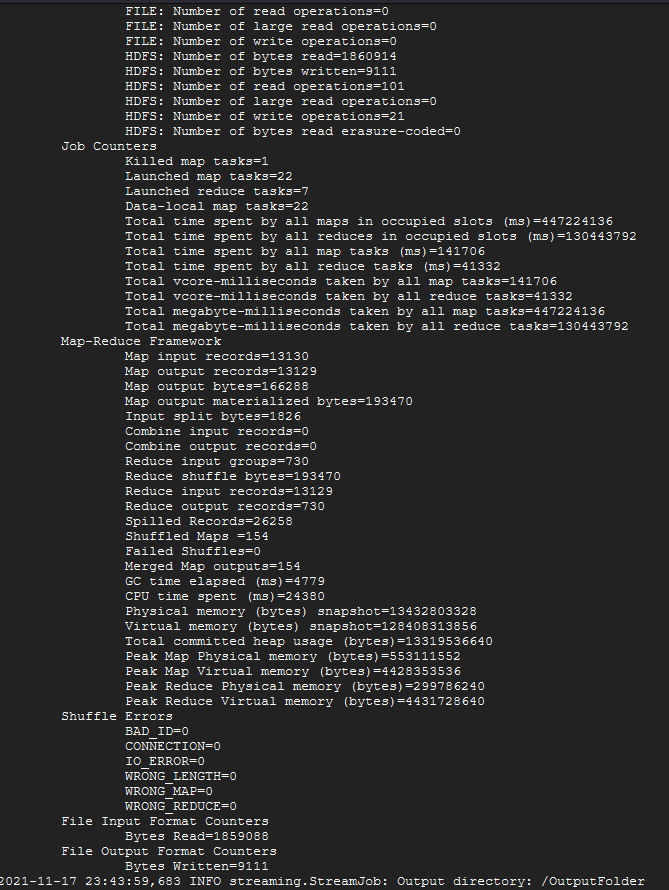 FILE: Number of read operations=0
FILE: Number of large read operations=0
FILE: Number of write operations=0
HDFS: Number of bytes read=1860914
HDFS: Number of bytes written=9111
HDFS: Number of read operations=101
HDFS: Number of large read operations=0
HDFS: Number of write operations=21
HDFS: Number of bytes read erasure-coded=0
Job Counters
Killed map tasks=1
Launched map tasks=22
Launched reduce tasks=7
Data-local map tasks=22
Total time spent by all maps in occupied slots (ms)=447224136
Total time spent by all reduces in occupied slots (ms)=130443792
Total time spent by all map tasks (ms)=141706
Total time spent by all reduce tasks (ms)=41332
Total vcore-milliseconds taken by all map tasks=141706
Total vcore-milliseconds taken by all reduce tasks=41332
Total megabyte-milliseconds taken by all map tasks=447224136
Total megabyte-milliseconds taken by all reduce tasks=130443792
Map-Reduce Framework
Map input records=13130
Map output records=13129
Map output bytes=166288
Map output materialized bytes=193470
Input split bytes=1826
Combine input records=0
Combine output records=0
Reduce input groups=730
Reduce shuffle bytes=193470
Reduce input records=13129
Reduce output records=730
Spilled Records=26258
Shuffled Maps =154
Failed Shuffles=0
Merged Map outputs=154
GC time elapsed (ms)=4779
CPU time spent (ms)=24380
Physical memory (bytes) snapshot=13432803328
Virtual memory (bytes) snapshot=128408313856
Total committed heap usage (bytes)=13319536640
Peak Map Physical memory (bytes)=553111552
Peak Map Virtual memory (bytes)=4428353536
Peak Reduce Physical memory (bytes)=299786240
Peak Reduce Virtual memory (bytes)=4431728640
Shuffle Errors
BAD_ID=0
CONNECTION=0
IO_ERROR=0
WRONG_LENGTH=0
WRONG_MAP=0
WRONG_REDUCE=0
File Input Format Counters
Bytes Read=1859088
File Output Format Counters
Bytes Written=9111
2021-11-17 23:43:59,683 INFO streaming.StreamJob: Output directory: /OutputFolder